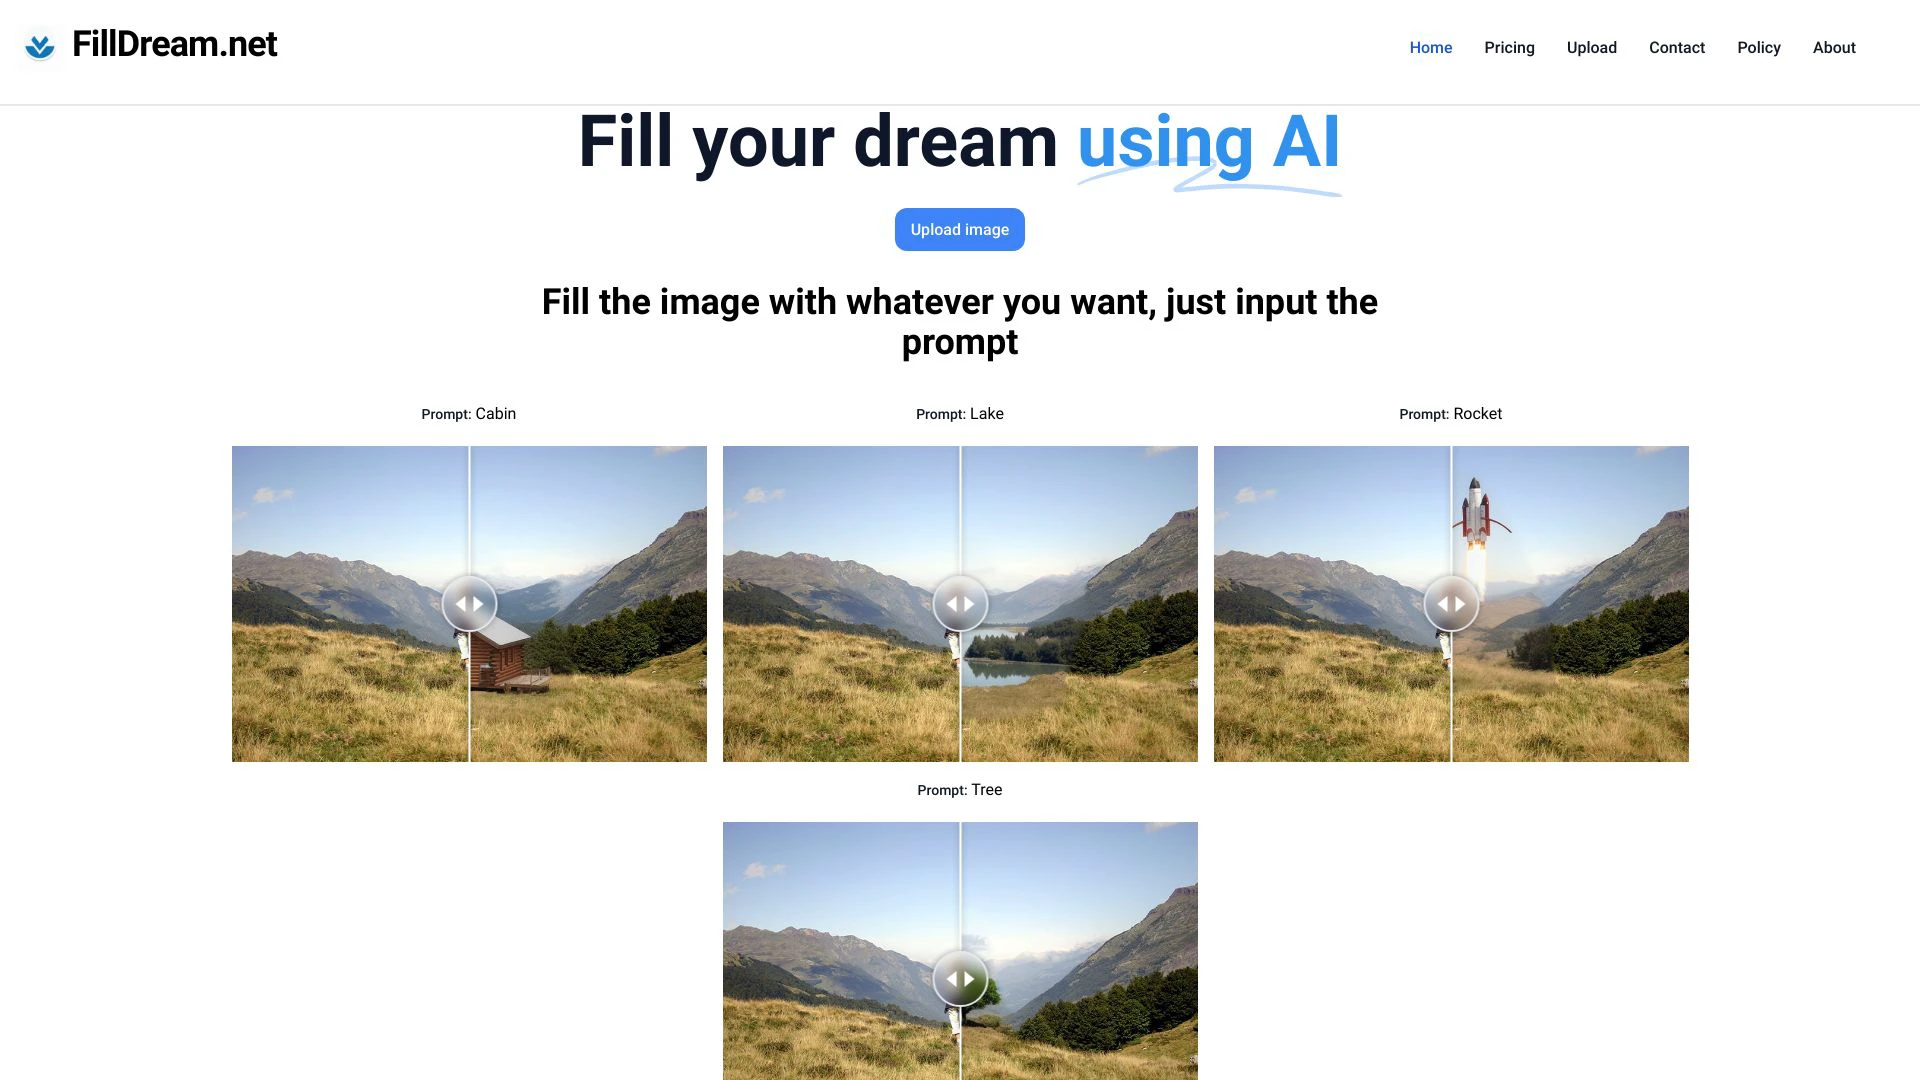 FillDream.net
Home Pricing Upload Contact Policy About
Fill your dream using AI
Upload image
Fill the image with whatever you want, just input the
prompt
Prompt: Cabin
Prompt: Lake
Prompt: Rocket
Prompt: Tree